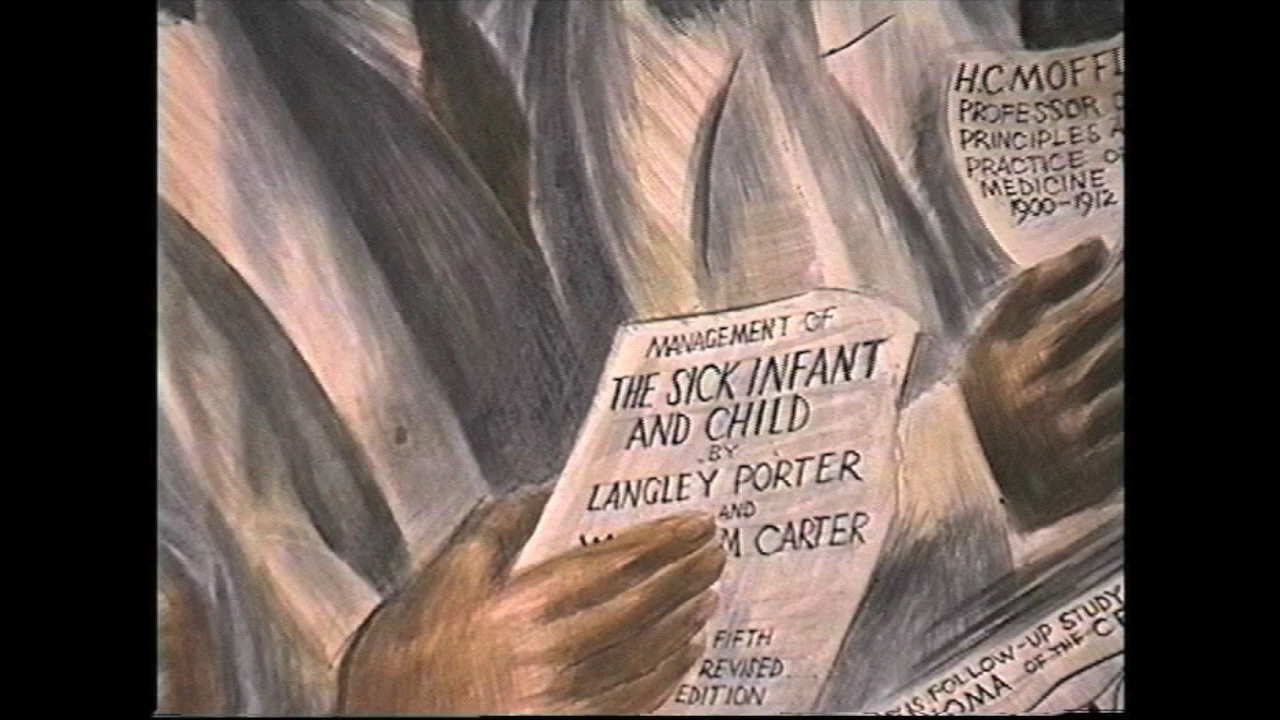 MANAGEMENT OF
THE SICK INFANT
AND CHILD
BY
LANGLEY PORTER
AND
M CARTER
FIFTH
REVISED
EDITION
H.C. MOFFI
PROFESSOR
PRINCIPLES
PRACTICE OF
MEDICINE
1900-1912
FOLLOW-UP STUDY
OMA OF THE